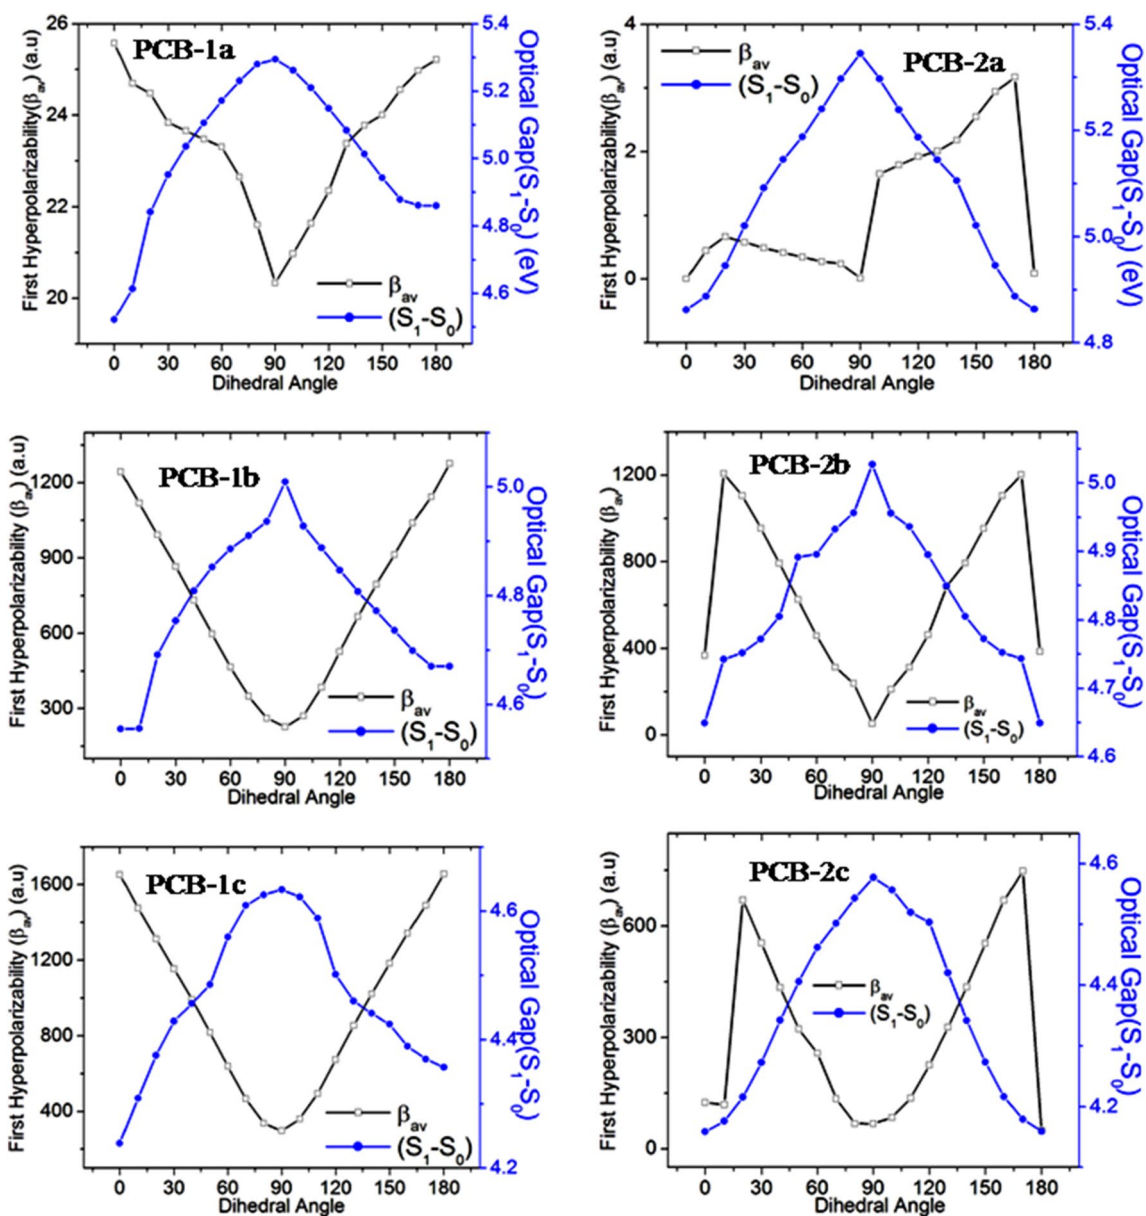 PCB-1a
First Hyperpolarizability(βav) (a.u)
26
24
22
20
Optical Gap(S1-S0) (eV)
5.4
5.2
5.0
4.8
4.6
βav
(S1-S0)
0 30 60 90 120 150 180
Dihedral Angle
PCB-2a
First Hyperpolarizability(βav) (a.u)
4
2
0
Optical Gap(S1-S0) (eV)
5.4
5.2
5.0
4.8
βav
(S1-S0)
0 30 60 90 120 150 180
Dihedral Angle
PCB-1b
First Hyperpolarizability (βav) (a.u)
1200
900
600
300
Optical Gap(S1-S0)
5.0
4.8
4.6
βav
(S1-S0)
0 30 60 90 120 150 180
Dihedral Angle
PCB-2b
First Hyperpolarizability (βav) (a.u)
1200
800
400
0
Optical Gap(S1-S0)
5.0
4.9
4.8
4.70
4.6
βav
(S1-S0)
0 30 60 90 120 150 180
Dihedral Angle
PCB-1c
First Hyperpolarizability (βav) (a.u)
1600
1200
800
400
Optical Gap(S1-S0)
4.6
4.4
4.2
βav
(S1-S0)
0 30 60 90 120 150 180
Dihedral Angle
PCB-2c
First Hyperpolarizability (βav) (a.u)
600
300
0
Optical Gap(S1-S0)
4.6
4.4
4.2
βav
(S1-S0)
0 30 60 90 120 150 180
Dihedral Angle